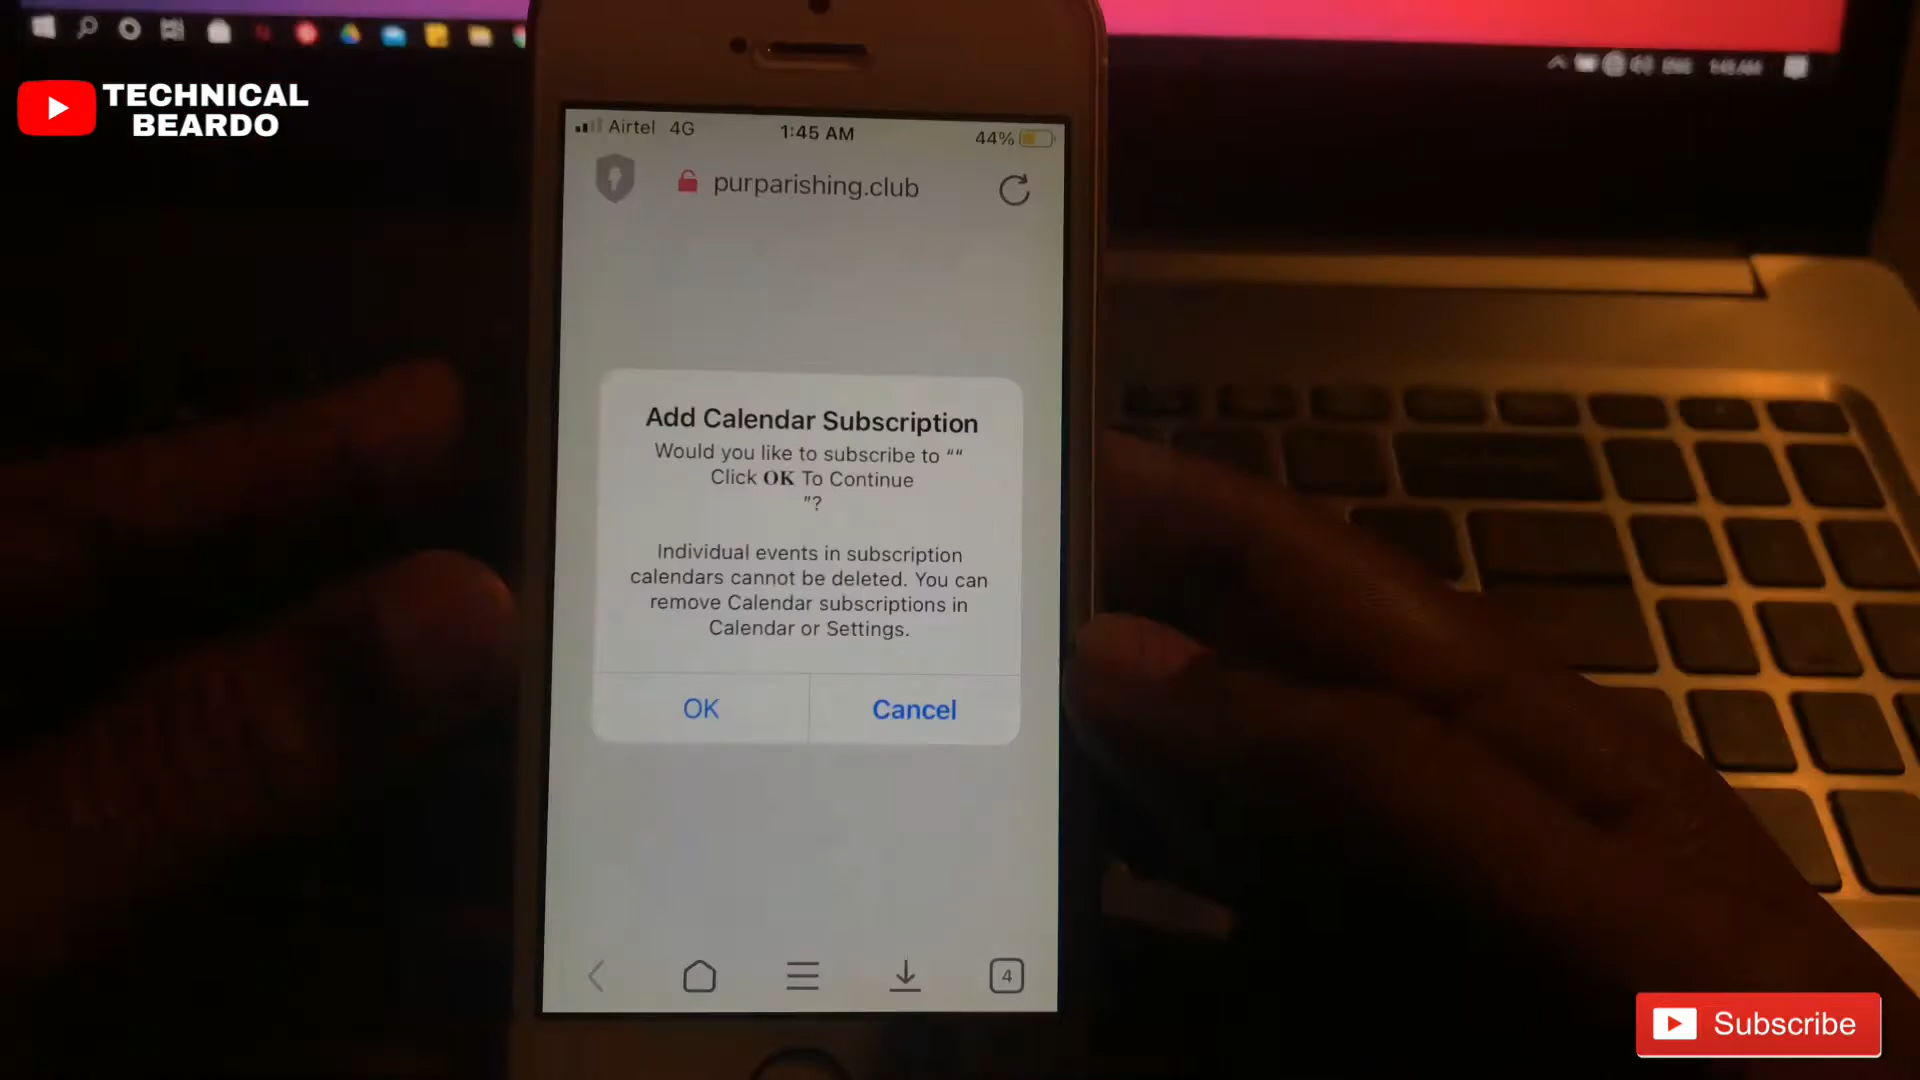 TECHNICAL
BEARDO
Airtel 4G 1:45 AM 44%
purparishing.club
Add Calendar Subscription
Would you like to subscribe to ““
Click OK To Continue
”?
Individual events in subscription
calendars cannot be deleted. You can
remove Calendar subscriptions in
Calendar or Settings.
OK Cancel
4
Subscribe